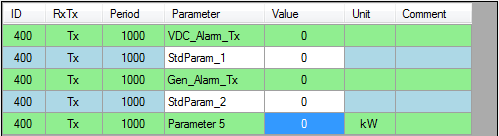 ID RxTx Period Parameter Value Unit Comment
400 Tx 1000 VDC_Alarm_Tx 0
400 Tx 1000 StdParam_1 0
400 Tx 1000 Gen_Alarm_Tx 0
400 Tx 1000 StdParam_2 0
400 Tx 1000 Parameter 5 0 kW